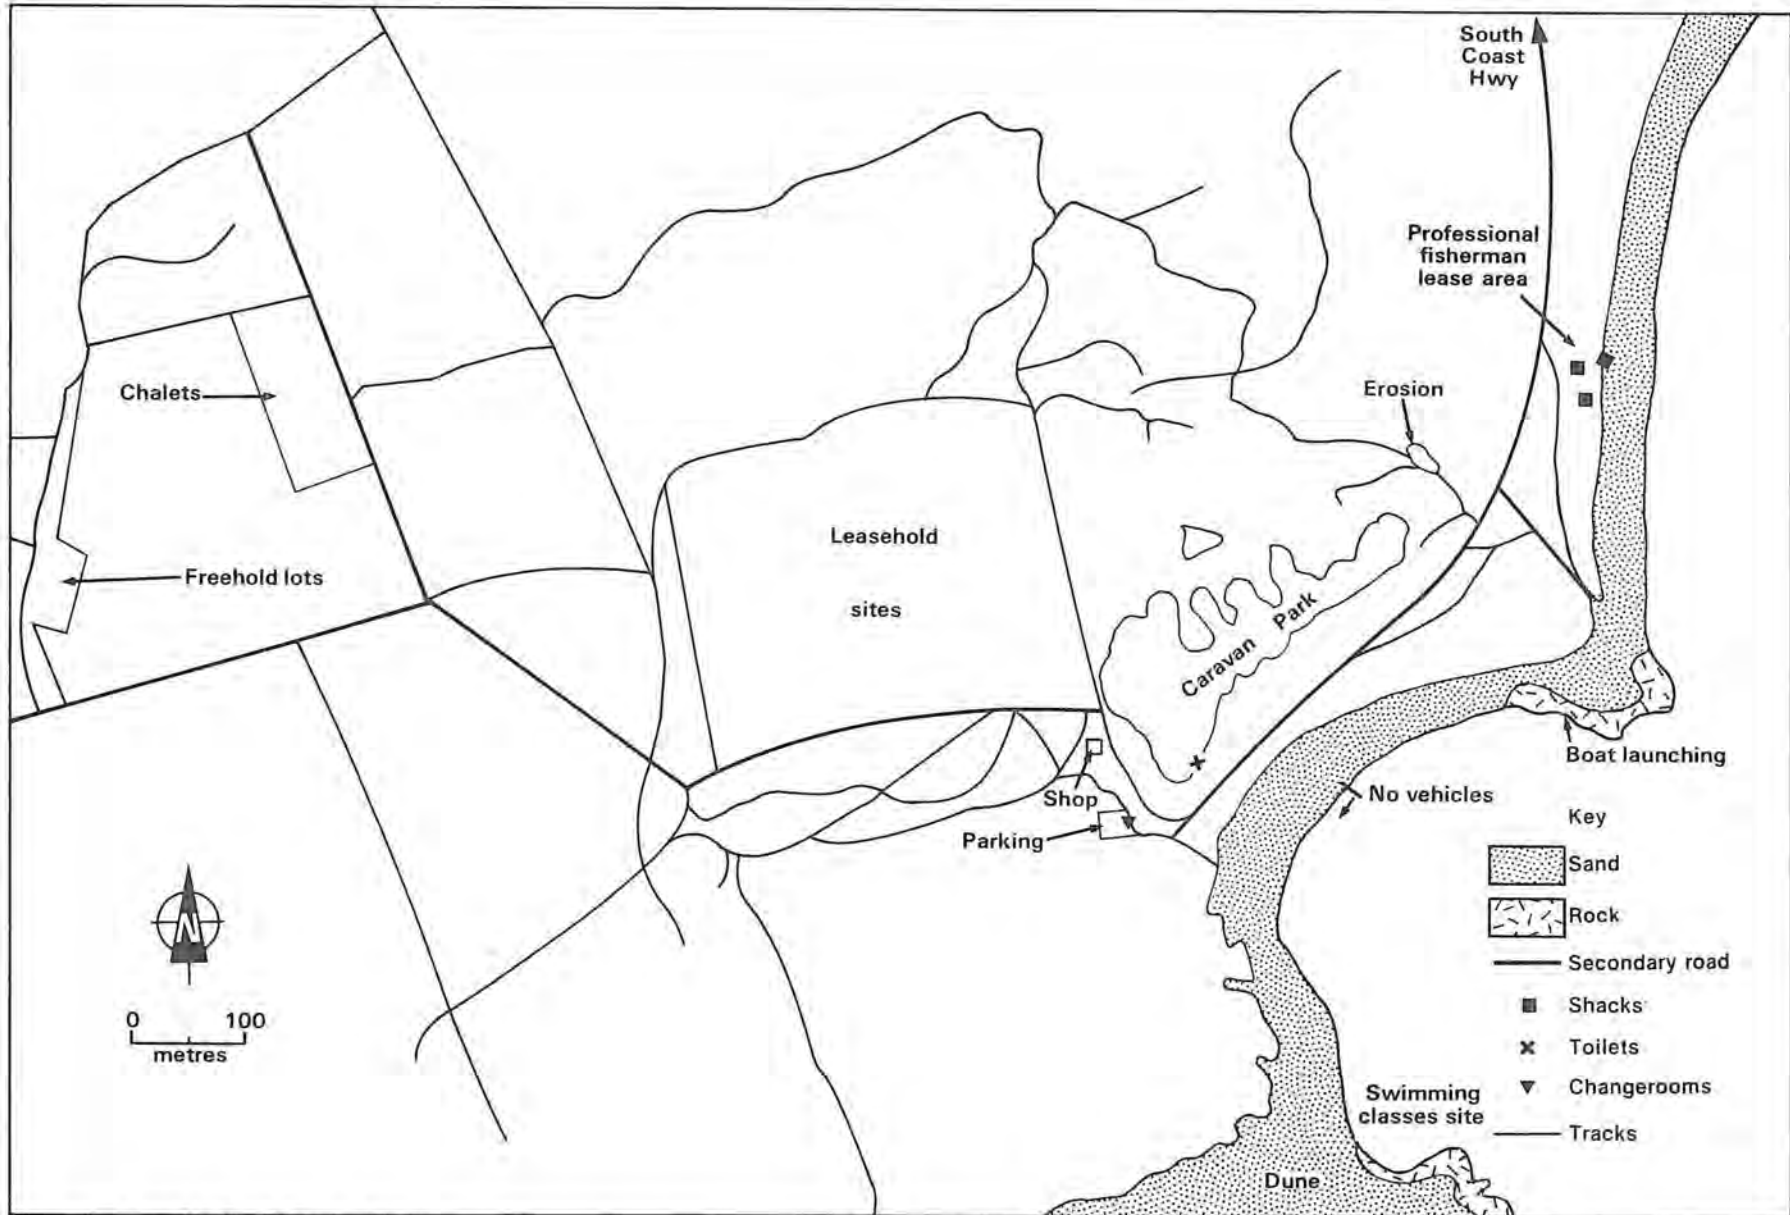 South
Coast
Hwy
Professional
fisherman
lease area
Chalets
Erosion
Leasehold
sites
Freehold lots
Caravan Park
Boat launching
No vehicles
Shop
Parking
Key
Sand
Rock
Secondary road
Shacks
Toilets
Changerooms
Tracks
N
0 100
metres
Swimming
classes site
Dune